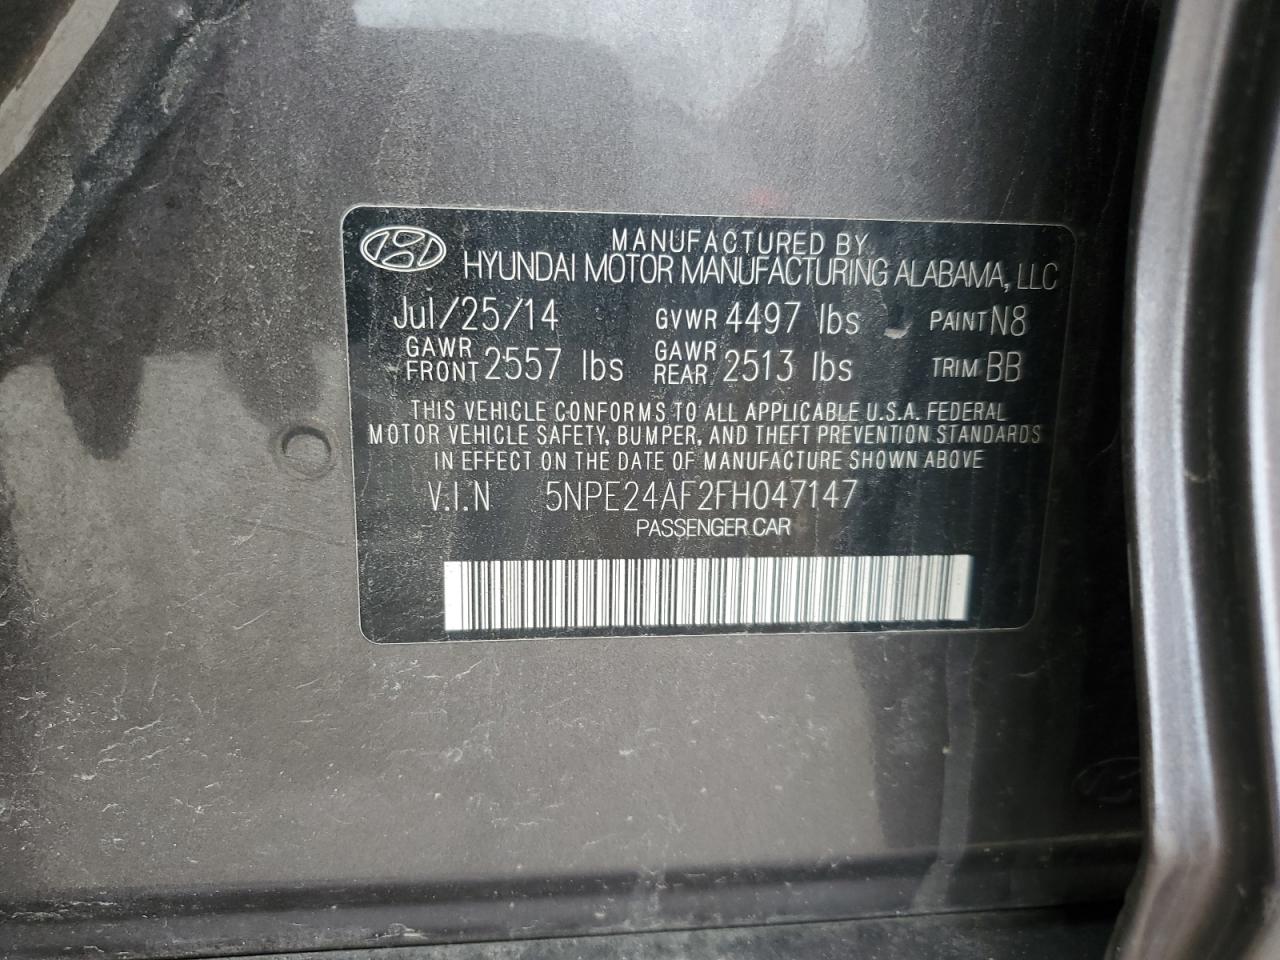 MANUFACTURED BY
HYUNDAI MOTOR MANUFACTURING ALABAMA, LLC
Jul/25/14 GVWR 4497 lbs PAINT N8
GAWR FRONT 2557 lbs GAWR REAR 2513 lbs TRIM BB
THIS VEHICLE CONFORMS TO ALL APPLICABLE U.S.A. FEDERAL
MOTOR VEHICLE SAFETY, BUMPER, AND THEFT PREVENTION STANDARDS
IN EFFECT ON THE DATE OF MANUFACTURE SHOWN ABOVE
V.I.N 5NPE24AF2FH047147
PASSENGER CAR